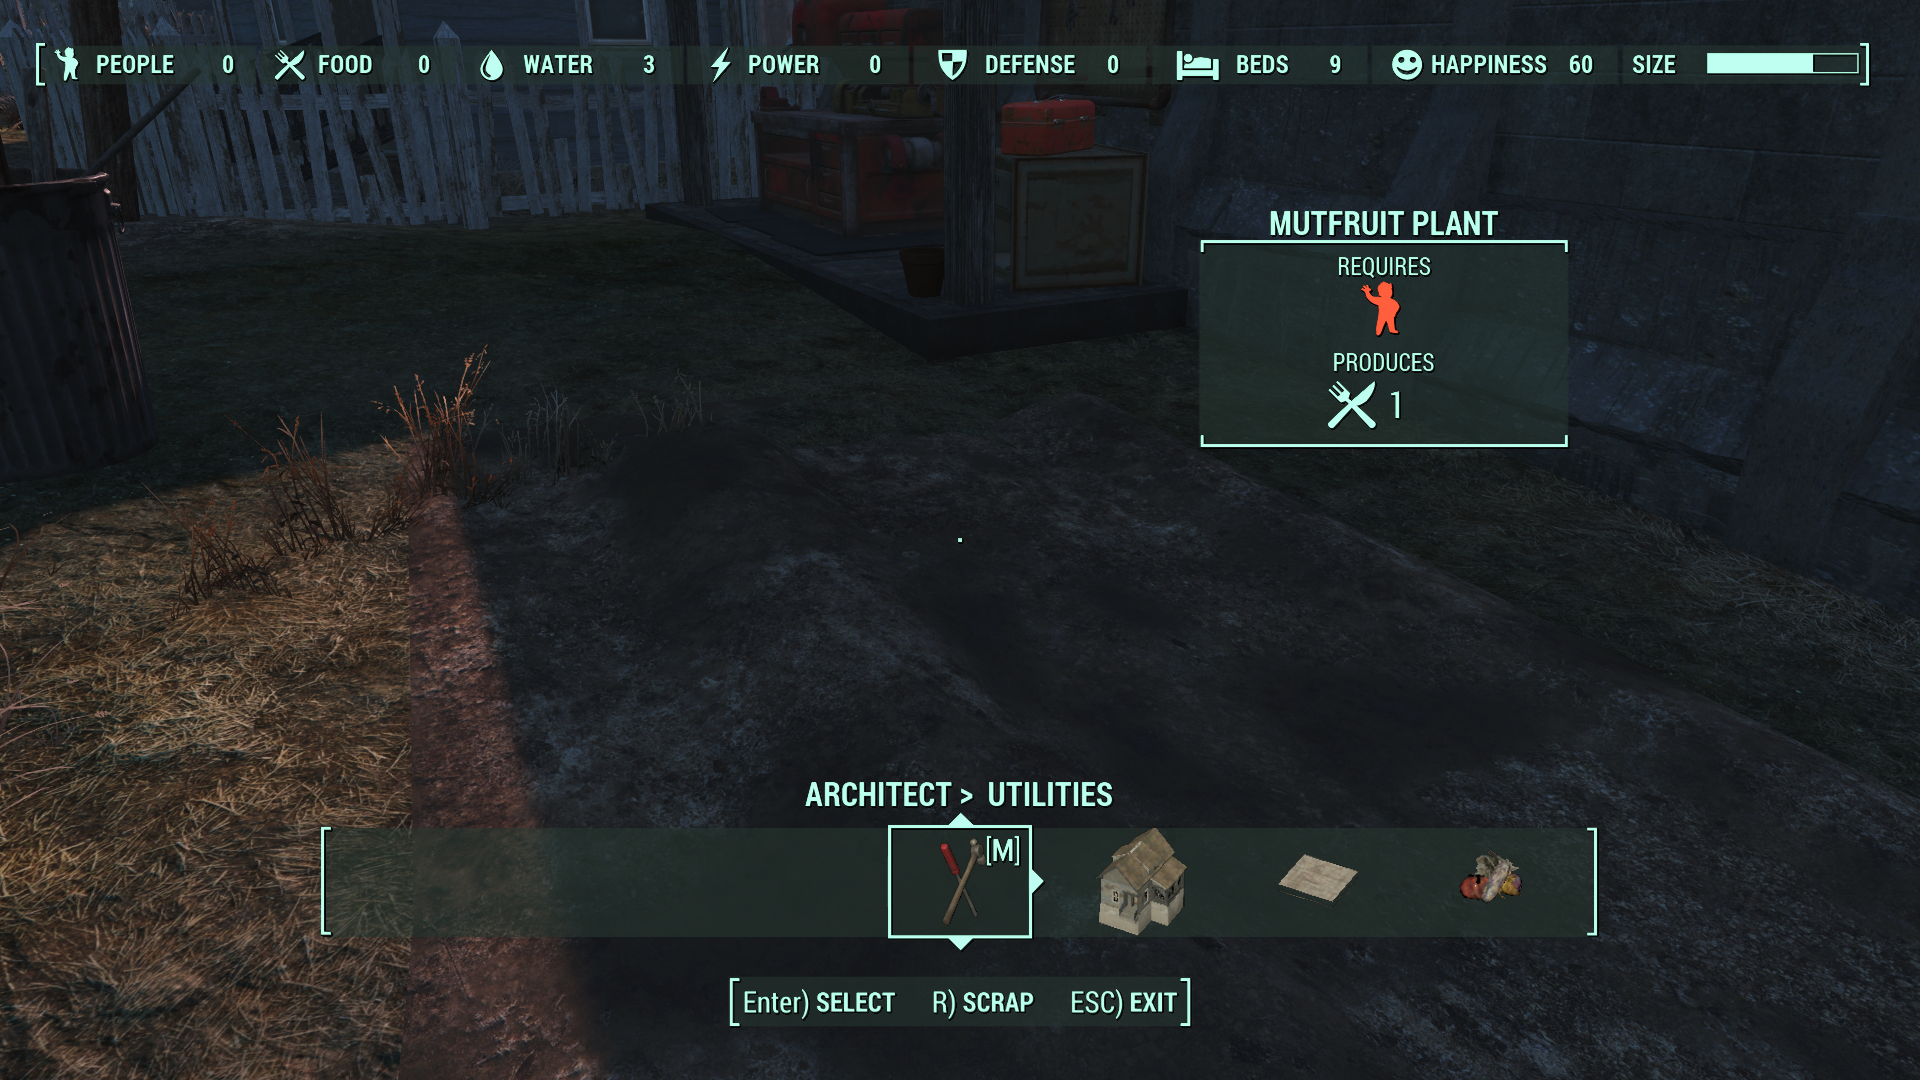 PEOPLE 0 FOOD 0 WATER 3 POWER 0 DEFENSE 0 BEDS 9 HAPPINESS 60 SIZE
MUTFRUIT PLANT
REQUIRES
PRODUCES
1
ARCHITECT > UTILITIES
[M]
Enter) SELECT R) SCRAP ESC) EXIT